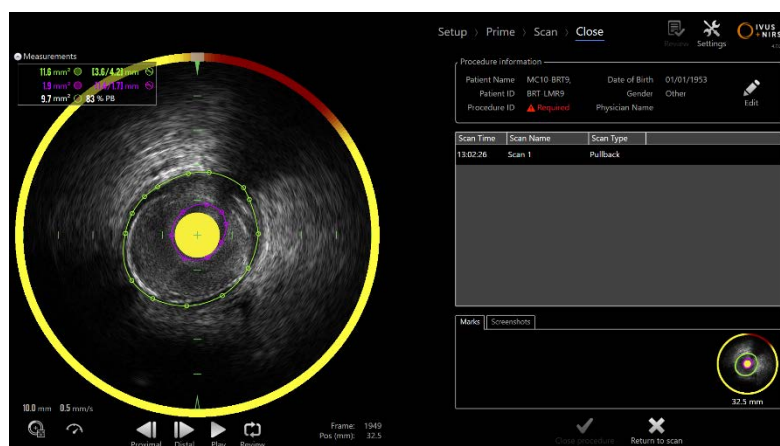 Setup > Prime > Scan > Close
Review
Settings
IVUS
+NIRS
Measurements
11.6 mm² [3.6/4.2] mm
1.9 mm² mm
9.7 mm² 83 % PB
Procedure information
Patient Name MC10-BRT9, Date of Birth 01/01/1953
Patient ID BRT-LMR9 Gender Other
Procedure ID Required Physician Name
Edit
Scan Time Scan Name Scan Type
13:02:26 Scan 1 Pullback
Marks Screenshots
32.5 mm
10.0 mm 0.5 mm/s
Proximal Distal Play Review
Frame: 1949
Pos (mm): 32.5
Close procedure Return to scan